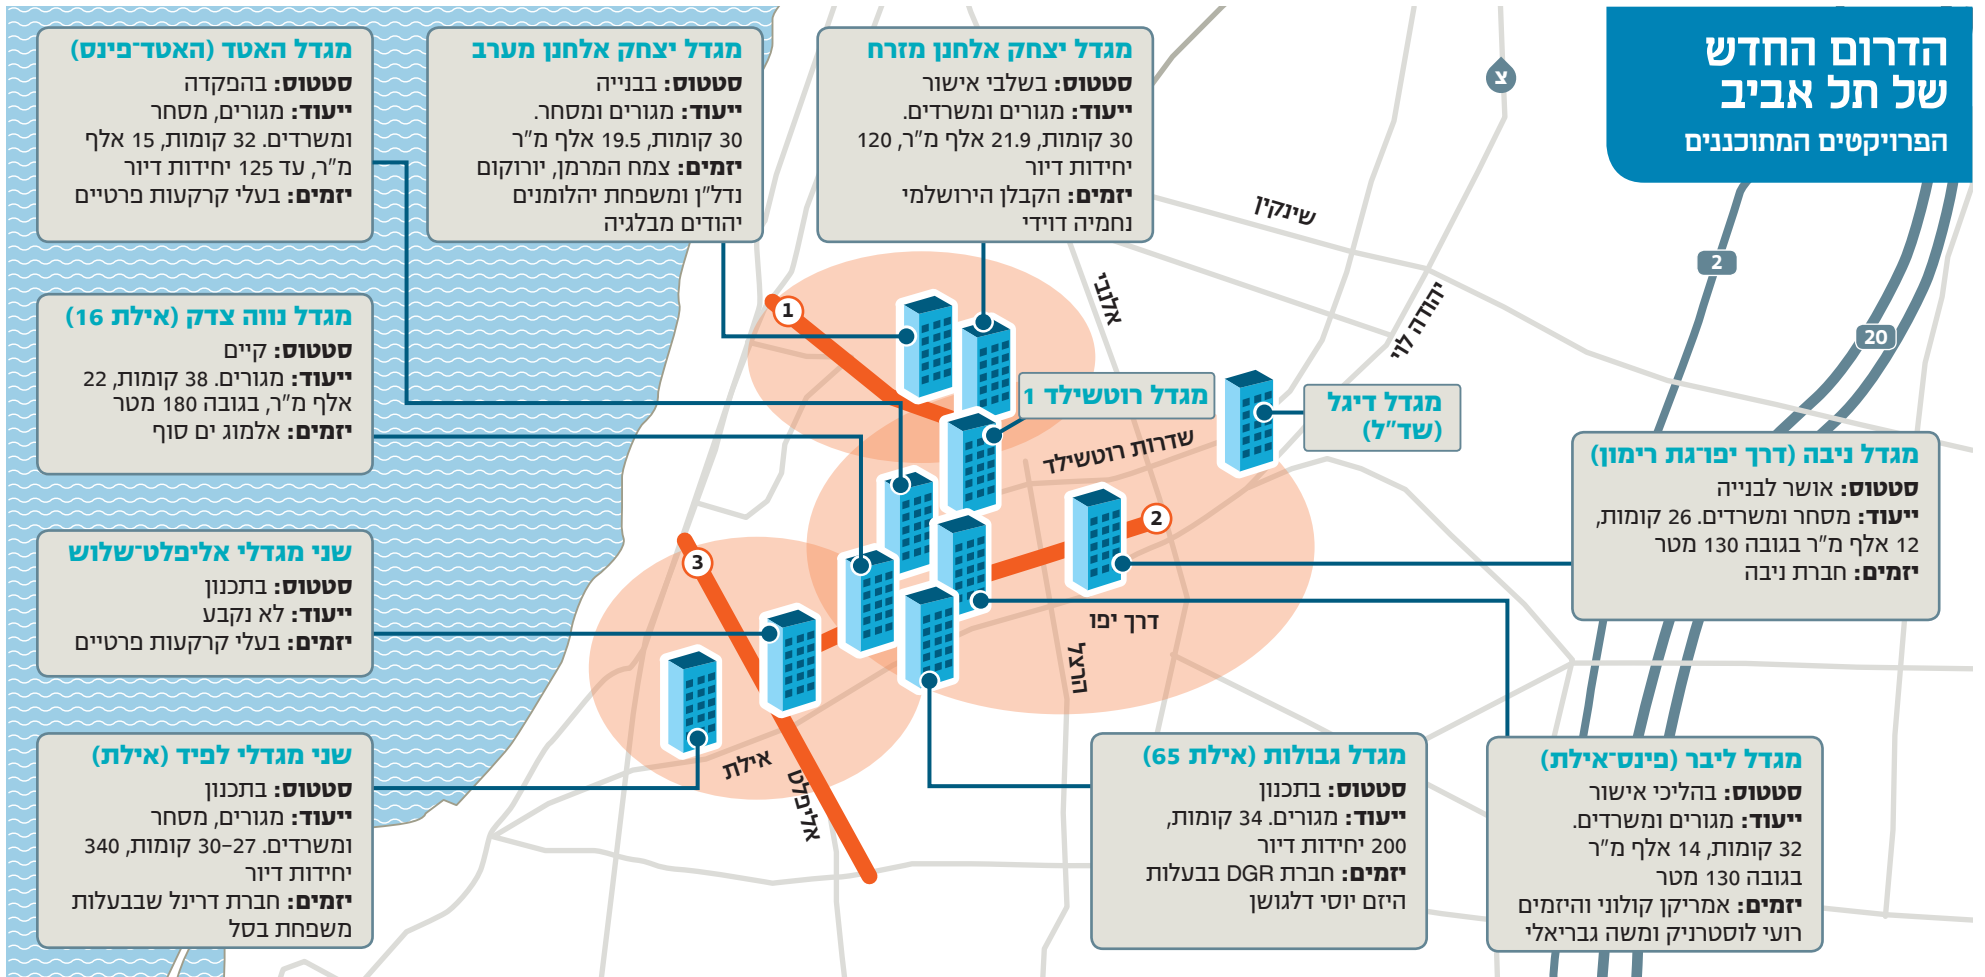 הדרום החדש
של תל אביב
הפרויקטים המתוכננים
מגדל יצחק אלחנן מזרח
סטטוס: בשלבי אישור
ייעוד: מגורים ומשרדים.
30 קומות, 21.9 אלף מ"ר, 120
יחידות דיור
יזמים: הקבלן הירושלמי
נחמיה דוידי
מגדל יצחק אלחנן מערב
סטטוס: בבנייה
ייעוד: מגורים ומסחר.
30 קומות, 19.5 אלף מ"ר
יזמים: צמח המרמן, יורוקום
נדל"ן ומשפחת יהלומנים
יהודים מבלגיה
מגדל האטד (האטד־פינס)
סטטוס: בהפקדה
ייעוד: מגורים, מסחר
ומשרדים. 32 קומות, 15 אלף
מ"ר, עד 125 יחידות דיור
יזמים: בעלי קרקעות פרטיים
מגדל נווה צדק (אילת 16)
סטטוס: קיים
ייעוד: מגורים. 38 קומות, 22
אלף מ"ר, בגובה 180 מטר
יזמים: אלמוג ים סוף
שני מגדלי אליפלט־שלוש
סטטוס: בתכנון
ייעוד: לא נקבע
יזמים: בעלי קרקעות פרטיים
שני מגדלי לפיד (אילת)
סטטוס: בתכנון
ייעוד: מגורים, מסחר
ומשרדים. 27–30 קומות, 340
יחידות דיור
יזמים: חברת דרינל שבבעלות
משפחת בסל
צ
שינקין
אלנבי
יהודה לוי
2
20
1
מגדל רוטשילד 1
מגדל דיגל
(שד"ל)
שדרות רוטשילד
2
3
דרך יפו
הרצל
אילת
אליפלט
מגדל ניבה (דרך יפו־גת רימון)
סטטוס: אושר לבנייה
ייעוד: מסחר ומשרדים. 26 קומות,
12 אלף מ"ר בגובה 130 מטר
יזמים: חברת ניבה
מגדל גבולות (אילת 65)
סטטוס: בתכנון
ייעוד: מגורים. 34 קומות,
200 יחידות דיור
יזמים: חברת DGR בבעלות
היזם יוסי דלגושן
מגדל ליבר (פינס־אילת)
סטטוס: בהליכי אישור
ייעוד: מגורים ומשרדים.
32 קומות, 14 אלף מ"ר
בגובה 130 מטר
יזמים: אמריקן קולוני והיזמים
רועי לוסטרניק ומשה גבריאלי